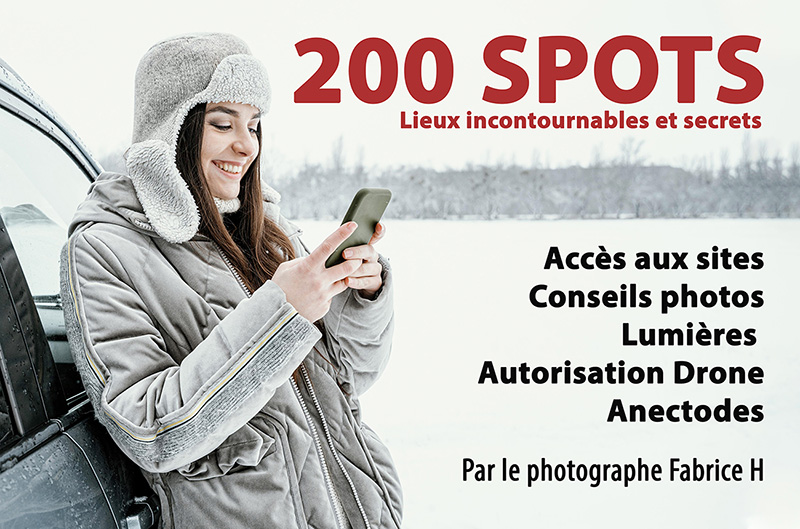 200 SPOTS
Lieux incontournables et secrets
Accès aux sites
Conseils photos
Lumières
Autorisation Drone
Anectodes
Par le photographe Fabrice H